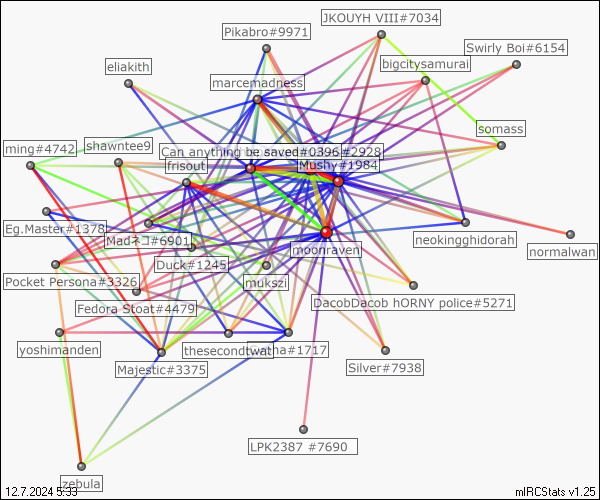 JKOUYH VIII#7034
Pikabro#9971
Swirly Boi#6154
bigcitysamurai
eliakith
marcemadness
somass
shawntee9
ming#4742
Can anything be saved#0396
#2928
frisout
Mushy#1984
Eg.Master#1378
Madネコ#6901
neokingghidorah
moonraven
normalwan
Duck#1245
Pocket Persona#3326
mukszi
DacobDacob hORNY police#5271
Fedora Stoat#4479
yoshimanden
thesecondtwat
#1717
Majestic#3375
Silver#7938
LPK2387 #7690
zebula
12.7.2024 5:33
mIRCStats v1.25